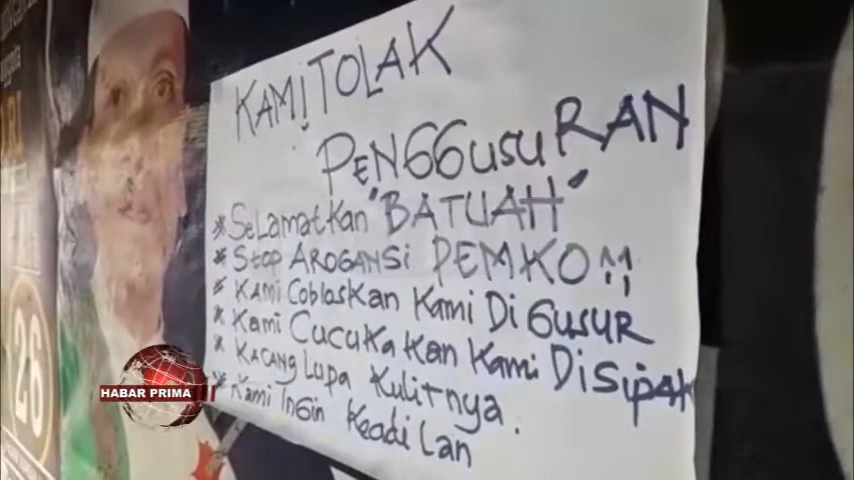 KAMI TOLAK
PENGGUSURAN
* SeLamatKan "BATUAH"
* STOP AROGANSi PEMKO !!
* KAMI CoblosKan Kami Di GUSUR
* Kami CUCUKaKan Kami DISipaK
* KACANG Lupa KuLiTnya.
* Kami InGin KeadiLan
26
HABAR PRIMA